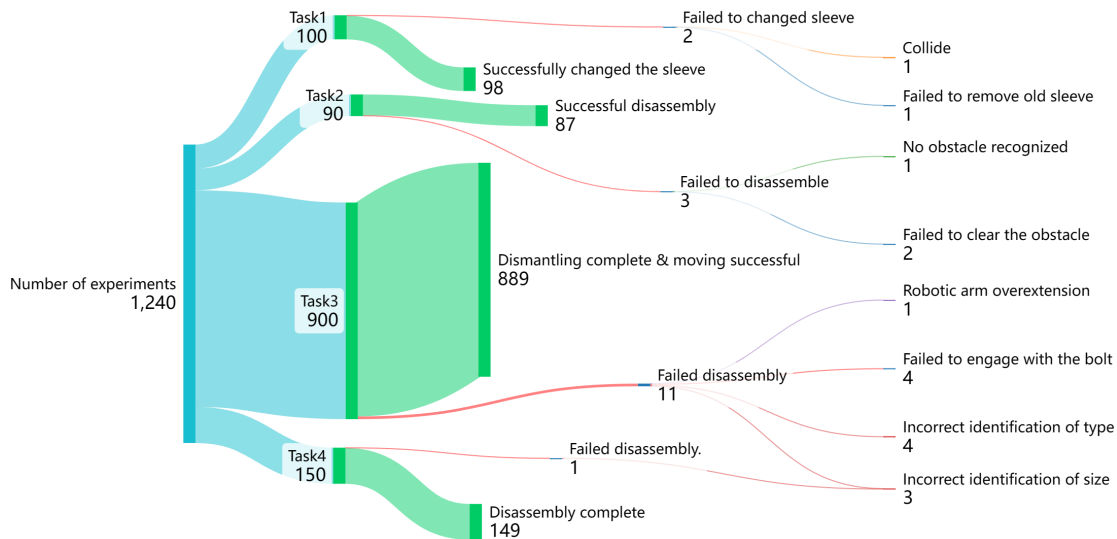 Number of experiments
1,240
Task1
100
Task2
90
Task3
900
Task4
150
Successfully changed the sleeve
98
Successful disassembly
87
Dismantling complete & moving successful
889
Disassembly complete
149
Failed to changed sleeve
2
Failed to disassemble
3
Failed disassembly
11
Failed disassembly.
1
Collide
1
Failed to remove old sleeve
1
No obstacle recognized
1
Failed to clear the obstacle
2
Robotic arm overextension
1
Failed to engage with the bolt
4
Incorrect identification of type
4
Incorrect identification of size
3